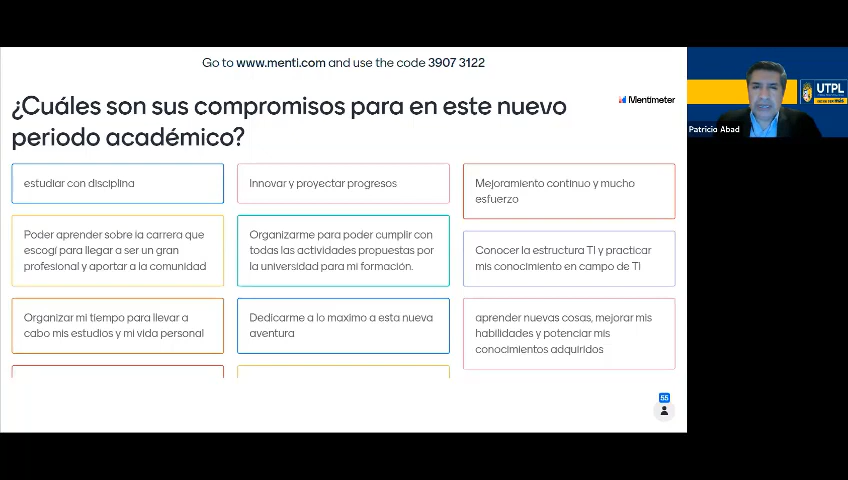 Go to www.menti.com and use the code 3907 3122
¿Cuáles son sus compromisos para en este nuevo
periodo académico?
Mentimeter
estudiar con disciplina
Innovar y proyectar progresos
Mejoramiento continuo y mucho
esfuerzo
Poder aprender sobre la carrera que
escogí para llegar a ser un gran
profesional y aportar a la comunidad
Organizarme para poder cumplir con
todas las actividades propuestas por
la universidad para mi formación.
Conocer la estructura TI y practicar
mis conocimiento en campo de TI
Organizar mi tiempo para llevar a
cabo mis estudios y mi vida personal
Dedicarme a lo maximo a esta nueva
aventura
aprender nuevas cosas, mejorar mis
habilidades y potenciar mis
conocimientos adquiridos
55
UTPL
Patricio Abad